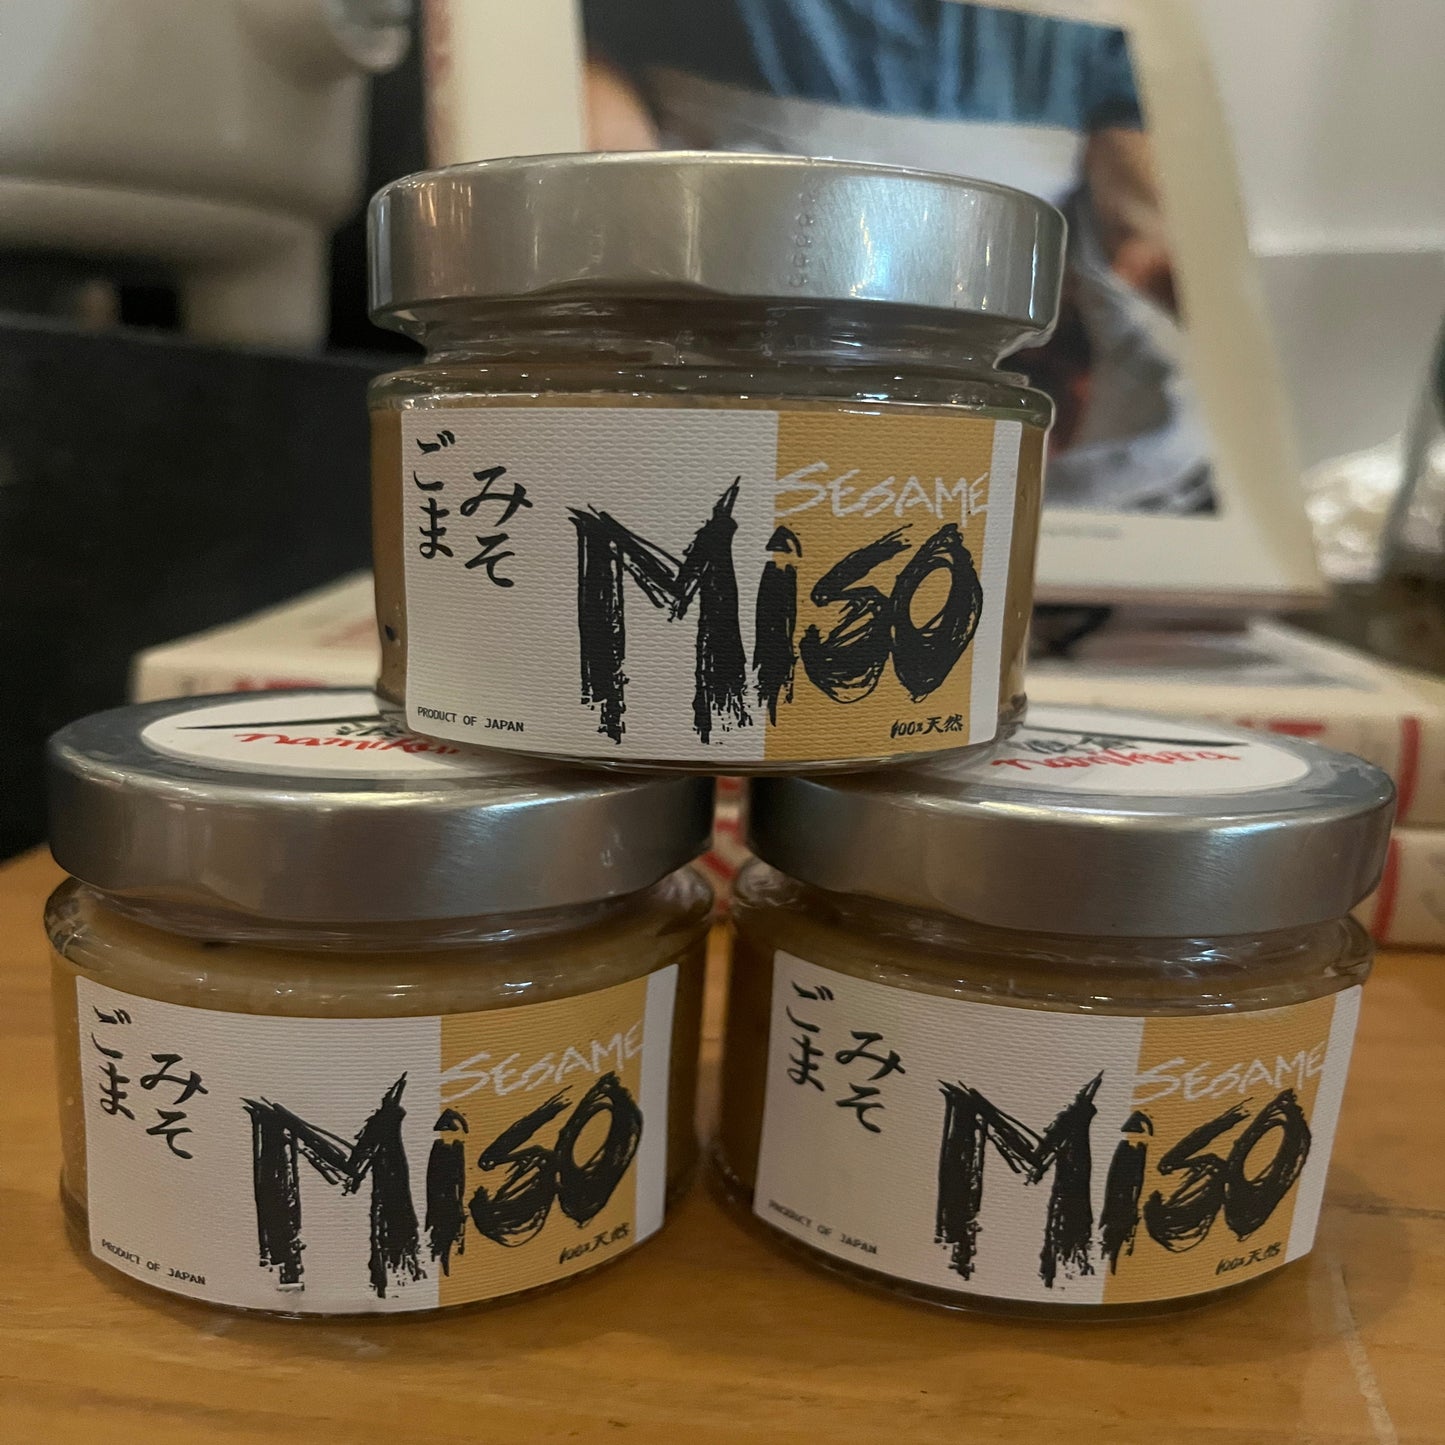 ごま
みそ
SESAME
MiSO
PRODUCT OF JAPAN
100%天然
namikura
ごま
みそ
SESAME
MiSO
PRODUCT OF JAPAN
100%天然
ごま
みそ
SESAME
MiSO
PRODUCT OF JAPAN
100%天然